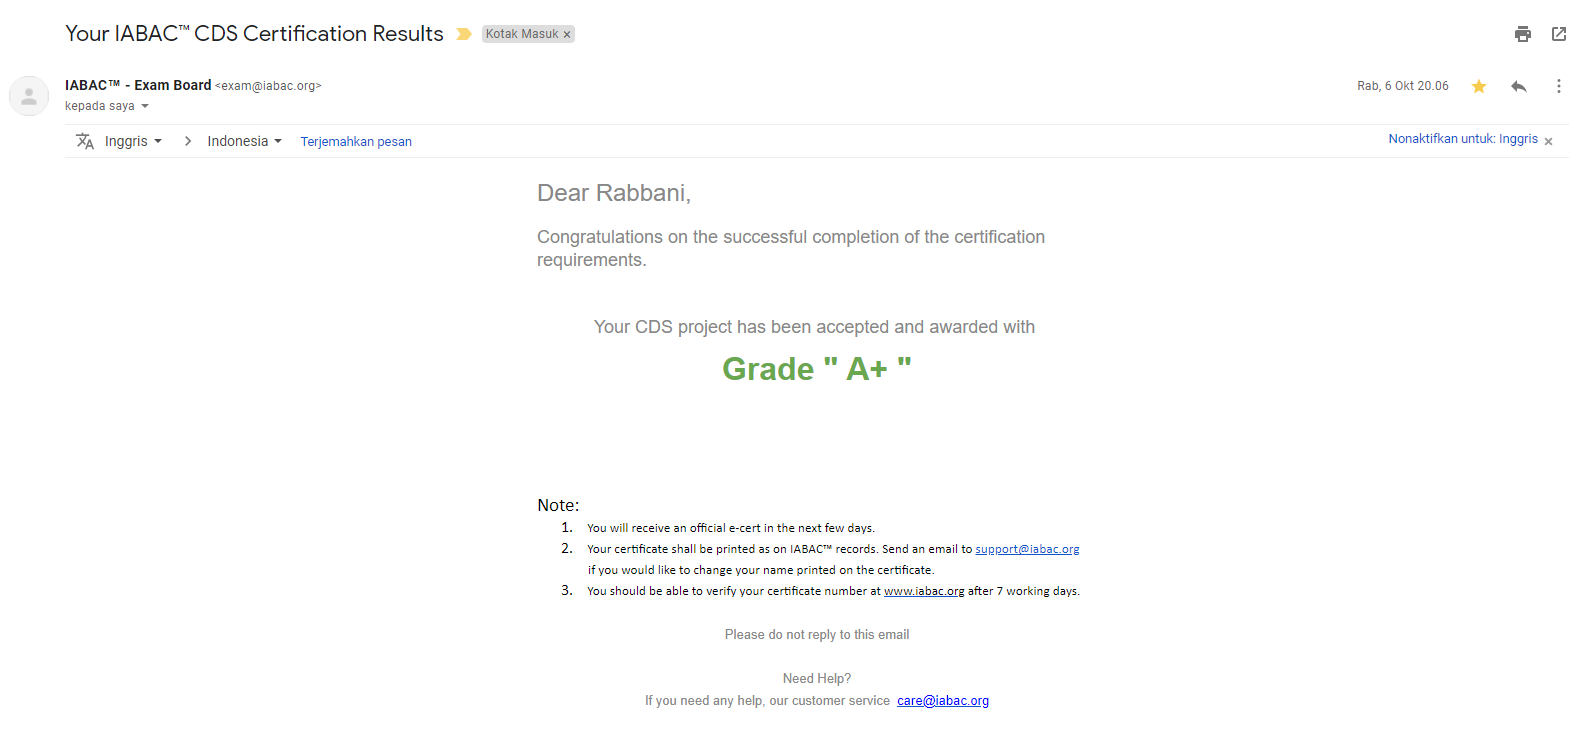 Your IABAC™ CDS Certification Results
Kotak Masuk ×
IABAC™ - Exam Board <exam@iabac.org>
Rab, 6 Okt 20.06
kepada saya
Inggris
Indonesia
Terjemahkan pesan
Nonaktifkan untuk: Inggris ×
Dear Rabbani,
Congratulations on the successful completion of the certification
requirements.
Your CDS project has been accepted and awarded with
Grade " A+ "
Note:
1. You will receive an official e-cert in the next few days.
2. Your certificate shall be printed as on IABAC™ records. Send an email to support@iabac.org
if you would like to change your name printed on the certificate.
3. You should be able to verify your certificate number at www.iabac.org after 7 working days.
Please do not reply to this email
Need Help?
If you need any help, our customer service care@iabac.org